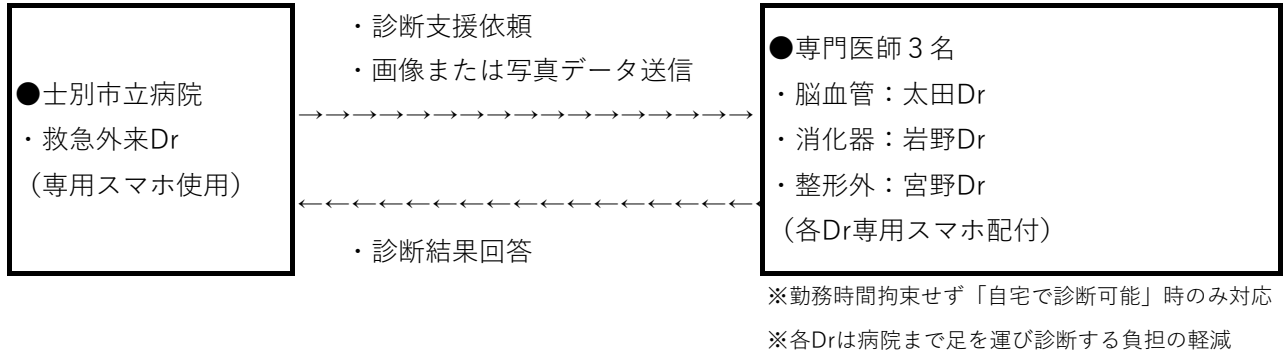 ●士別市立病院
・救急外来Dr
（専用スマホ使用）
・診断支援依頼
・画像または写真データ送信
→→→→→→→→→→→→→→→→→
←←←←←←←←←←←←←←←←←
・診断結果回答
●専門医師３名
・脳血管：太田Dr
・消化器：岩野Dr
・整形外：宮野Dr
（各Dr専用スマホ配付）
※勤務時間拘束せず「自宅で診断可能」時のみ対応
※各Drは病院まで足を運び診断する負担の軽減